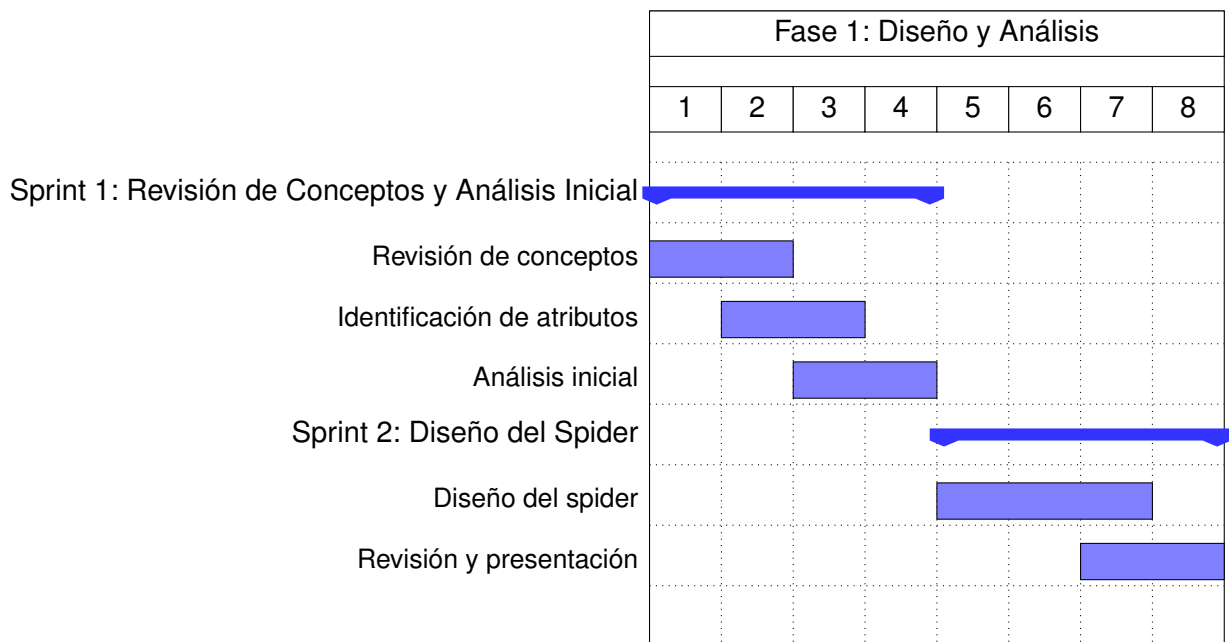 Fase 1: Diseño y Análisis
1 2 3 4 5 6 7 8
Sprint 1: Revisión de Conceptos y Análisis Inicial
Revisión de conceptos
Identificación de atributos
Análisis inicial
Sprint 2: Diseño del Spider
Diseño del spider
Revisión y presentación